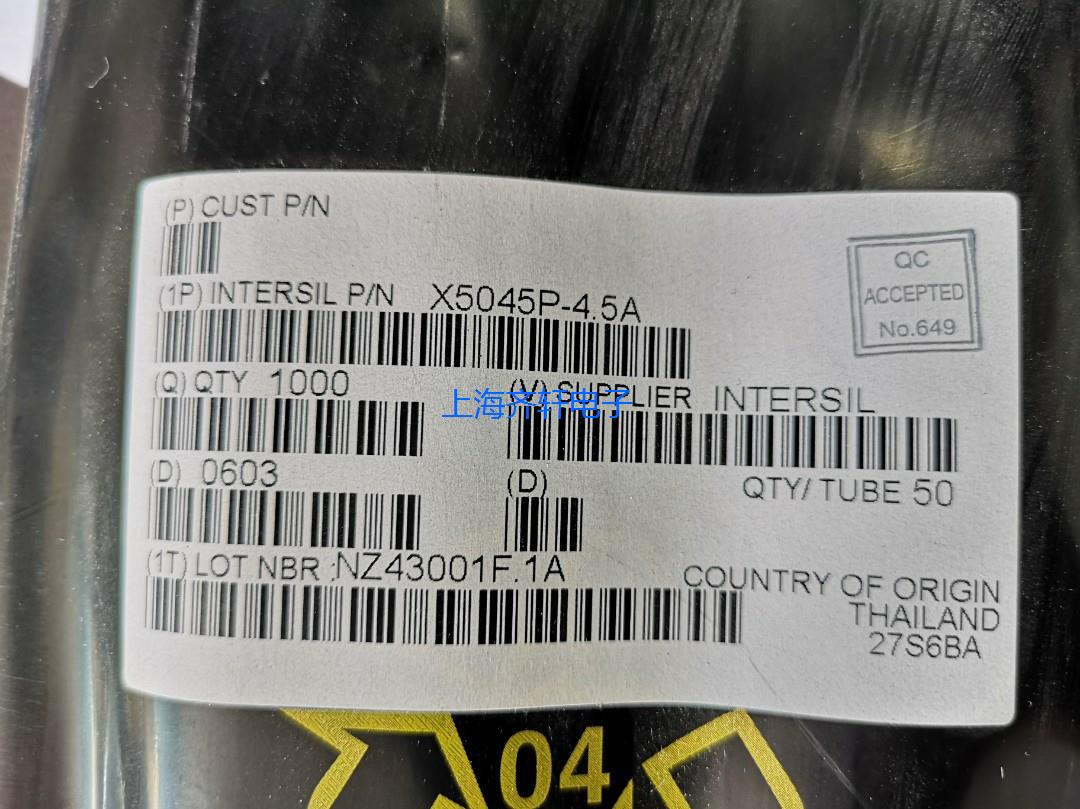 (P) CUST P/N
(1P) INTERSIL P/N X5045P-4.5A
QC
ACCEPTED
No.649
(Q) QTY 1000
(V) SUPPLIER INTERSIL
上海齐轩电子
(D) 0603
(D)
QTY/ TUBE 50
(1T) LOT NBR :NZ43001F.1A
COUNTRY OF ORIGIN
THAILAND
27S6BA
04